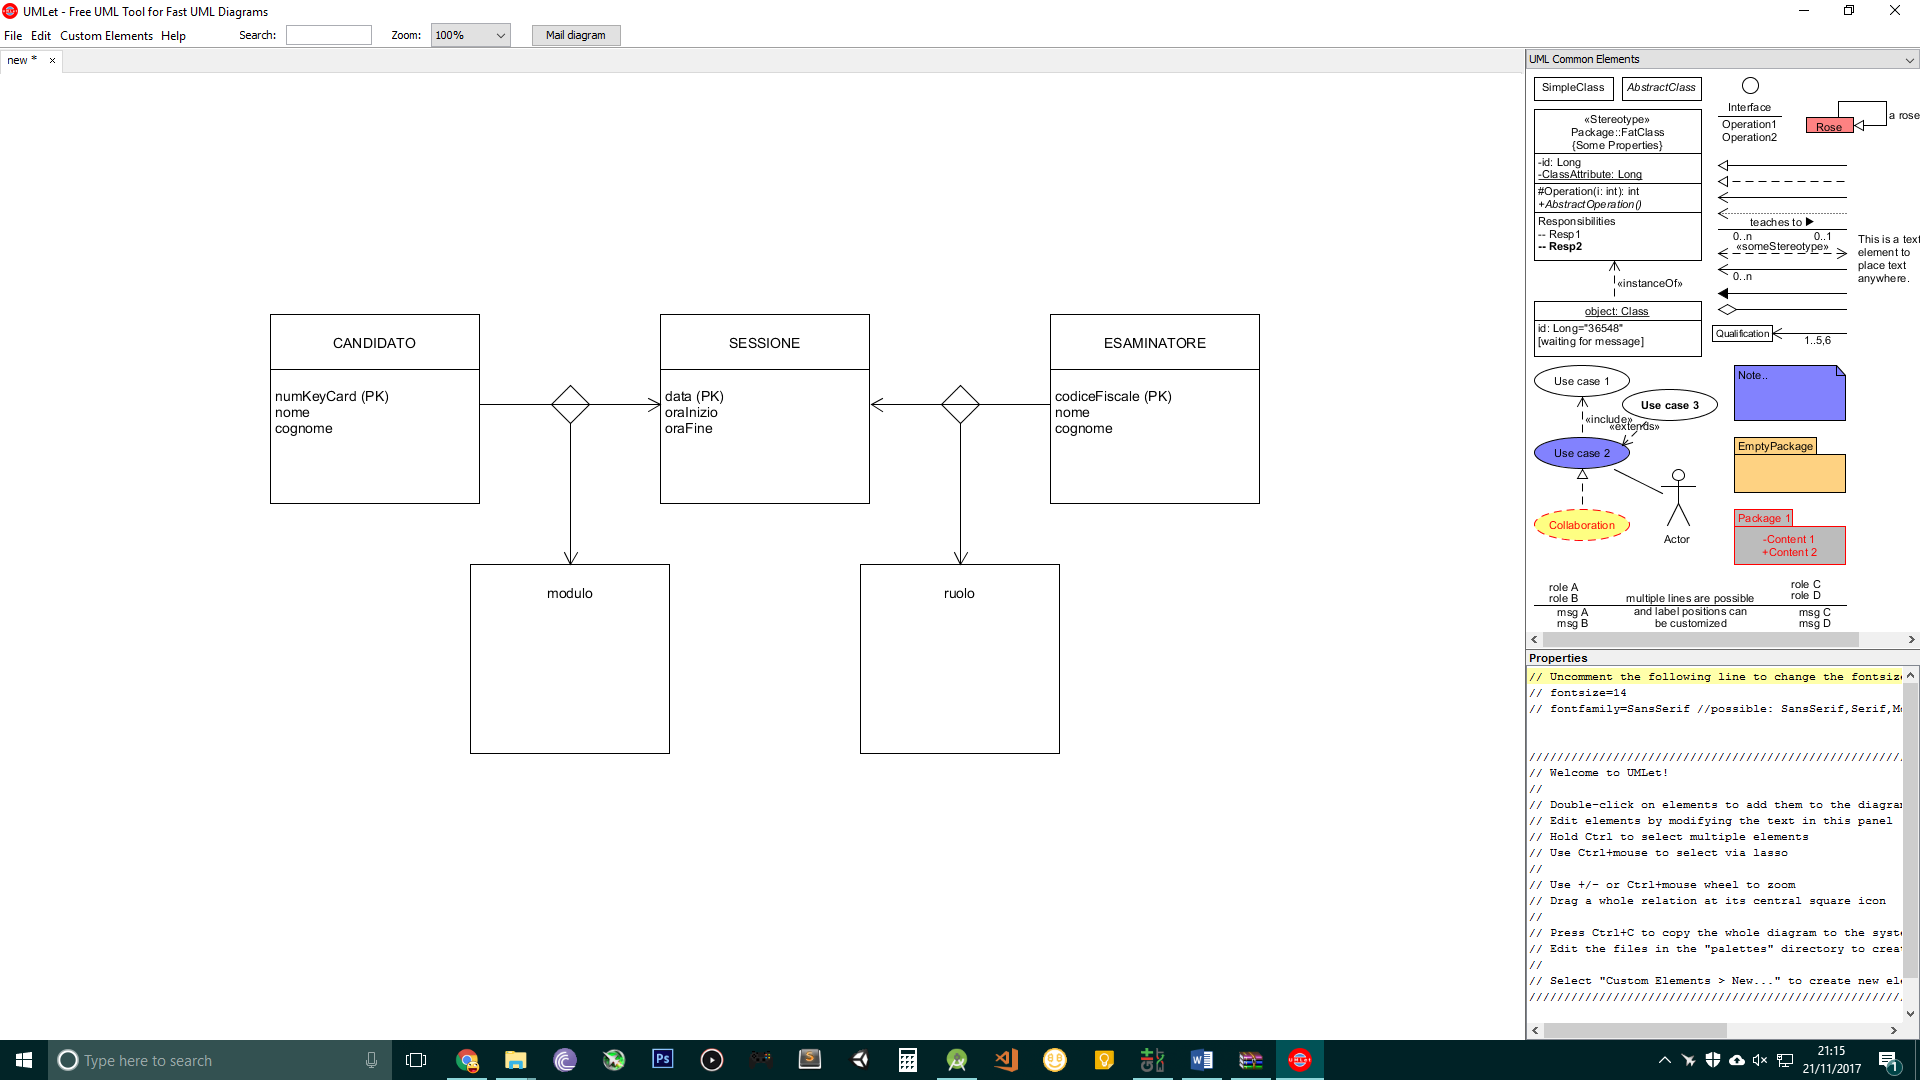 UMLet - Free UML Tool for Fast UML Diagrams
File Edit Custom Elements Help Search: Zoom: 100% Mail diagram
new *
CANDIDATO
numKeyCard (PK)
nome
cognome
SESSIONE
data (PK)
oraInizio
oraFine
ESAMINATORE
codiceFiscale (PK)
nome
cognome
modulo
ruolo
UML Common Elements
SimpleClass
AbstractClass
Interface
Operation1
Operation2
Rose
a rose
«Stereotype»
Package::FatClass
{Some Properties}
-id: Long
-ClassAttribute: Long
#Operation(i: int): int
+AbstractOperation()
Responsibilities
-- Resp1
-- Resp2
teaches to
0..n 0..1
«someStereotype»
0..n
This is a text
element to
place text
anywhere.
«instanceOf»
object: Class
id: Long="36548"
[waiting for message]
Qualification
1..5,6
Use case 1
«include»
Use case 3
«extends»
Use case 2
Collaboration
Actor
Note..
EmptyPackage
Package 1
-Content 1
+Content 2
role A
role B
msg A
msg B
multiple lines are possible
and label positions can
be customized
role C
role D
msg C
msg D
Properties
// Uncomment the following line to change the fontsize
// fontsize=14
// fontfamily=SansSerif //possible: SansSerif,Serif,M
///////////////////////////////////////////////////////
// Welcome to UMLet!
//
// Double-click on elements to add them to the diagra
// Edit elements by modifying the text in this panel
// Hold Ctrl to select multiple elements
// Use Ctrl+mouse to select via lasso
//
// Use +/- or Ctrl+mouse wheel to zoom
// Drag a whole relation at its central square icon
//
// Press Ctrl+C to copy the whole diagram to the syst
// Edit the files in the "palettes" directory to crea
//
// Select "Custom Elements > New..." to create new el
///////////////////////////////////////////////////////
Type here to search
21:15
21/11/2017